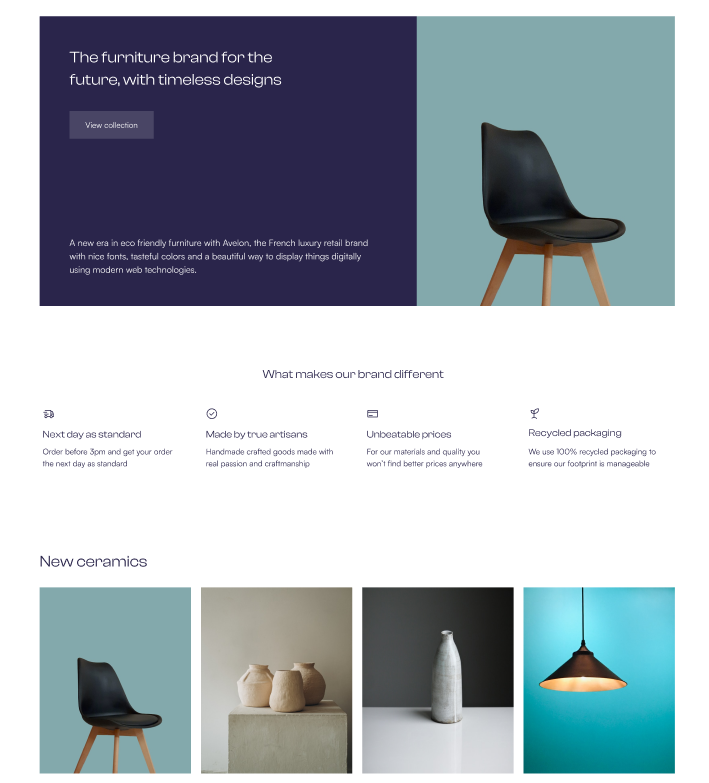 The furniture brand for the
future, with timeless designs
View collection
A new era in eco friendly furniture with Avelon, the French luxury retail brand
with nice fonts, tasteful colors and a beautiful way to display things digitally
using modern web technologies.
What makes our brand different
Next day as standard
Order before 3pm and get your order
the next day as standard
Made by true artisans
Handmade crafted goods made with
real passion and craftmanship
Unbeatable prices
For our materials and quality you
won't find better prices anywhere
Recycled packaging
We use 100% recycled packaging to
ensure our footprint is manageable
New ceramics